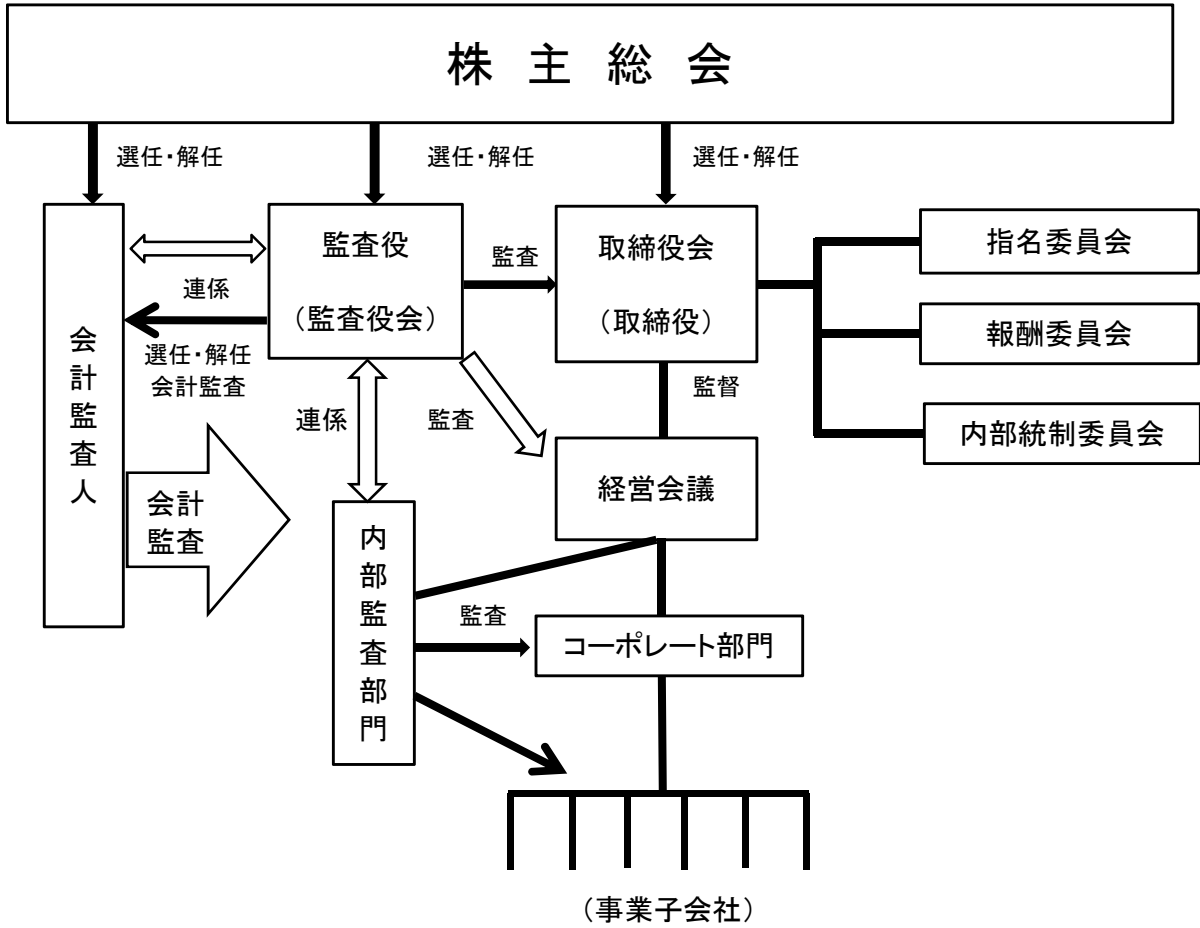 株主総会
選任・解任
選任・解任
選任・解任
会計監査人
連係
選任・解任
会計監査
監査役
(監査役会)
監査
取締役会
(取締役)
指名委員会
報酬委員会
内部統制委員会
監督
連係
監査
経営会議
会計
監査
内部監査部門
監査
コーポレート部門
(事業子会社)